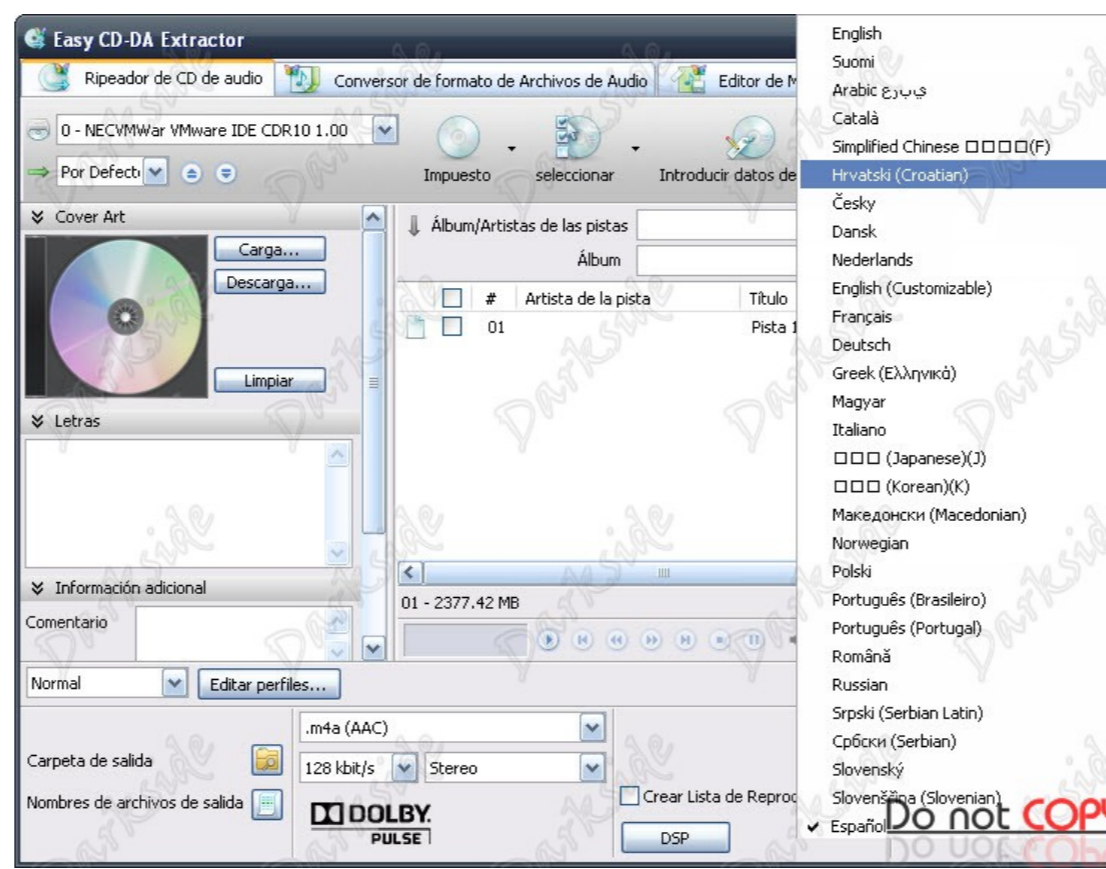 Easy CD-DA Extractor
Ripeador de CD de audio
Conversor de formato de Archivos de Audio
Editor de M
0 - NECVMWar VMware IDE CDR10 1.00
Por Defect
Impuesto
seleccionar
Introducir datos de
Cover Art
Carga...
Descarga...
Limpiar
Letras
Información adicional
Comentario
Álbum/Artistas de las pistas
Álbum
# Artista de la pista Título
01 Pista 1
01 - 2377.42 MB
Normal
Editar perfiles...
Carpeta de salida
Nombres de archivos de salida
.m4a (AAC)
128 kbit/s
Stereo
DOLBY.
PULSE
Crear Lista de Reproc
DSP
English
Suomi
Arabic يبرع
Català
Simplified Chinese □□□□(F)
Hrvatski (Croatian)
Česky
Dansk
Nederlands
English (Customizable)
Français
Deutsch
Greek (Ελληνικά)
Magyar
Italiano
□□□ (Japanese)(J)
□□□ (Korean)(K)
Македонски (Macedonian)
Norwegian
Polski
Português (Brasileiro)
Português (Portugal)
Română
Russian
Srpski (Serbian Latin)
Српски (Serbian)
Slovenský
Slovenščina (Slovenian)
Español
Do not COPY
Darkside